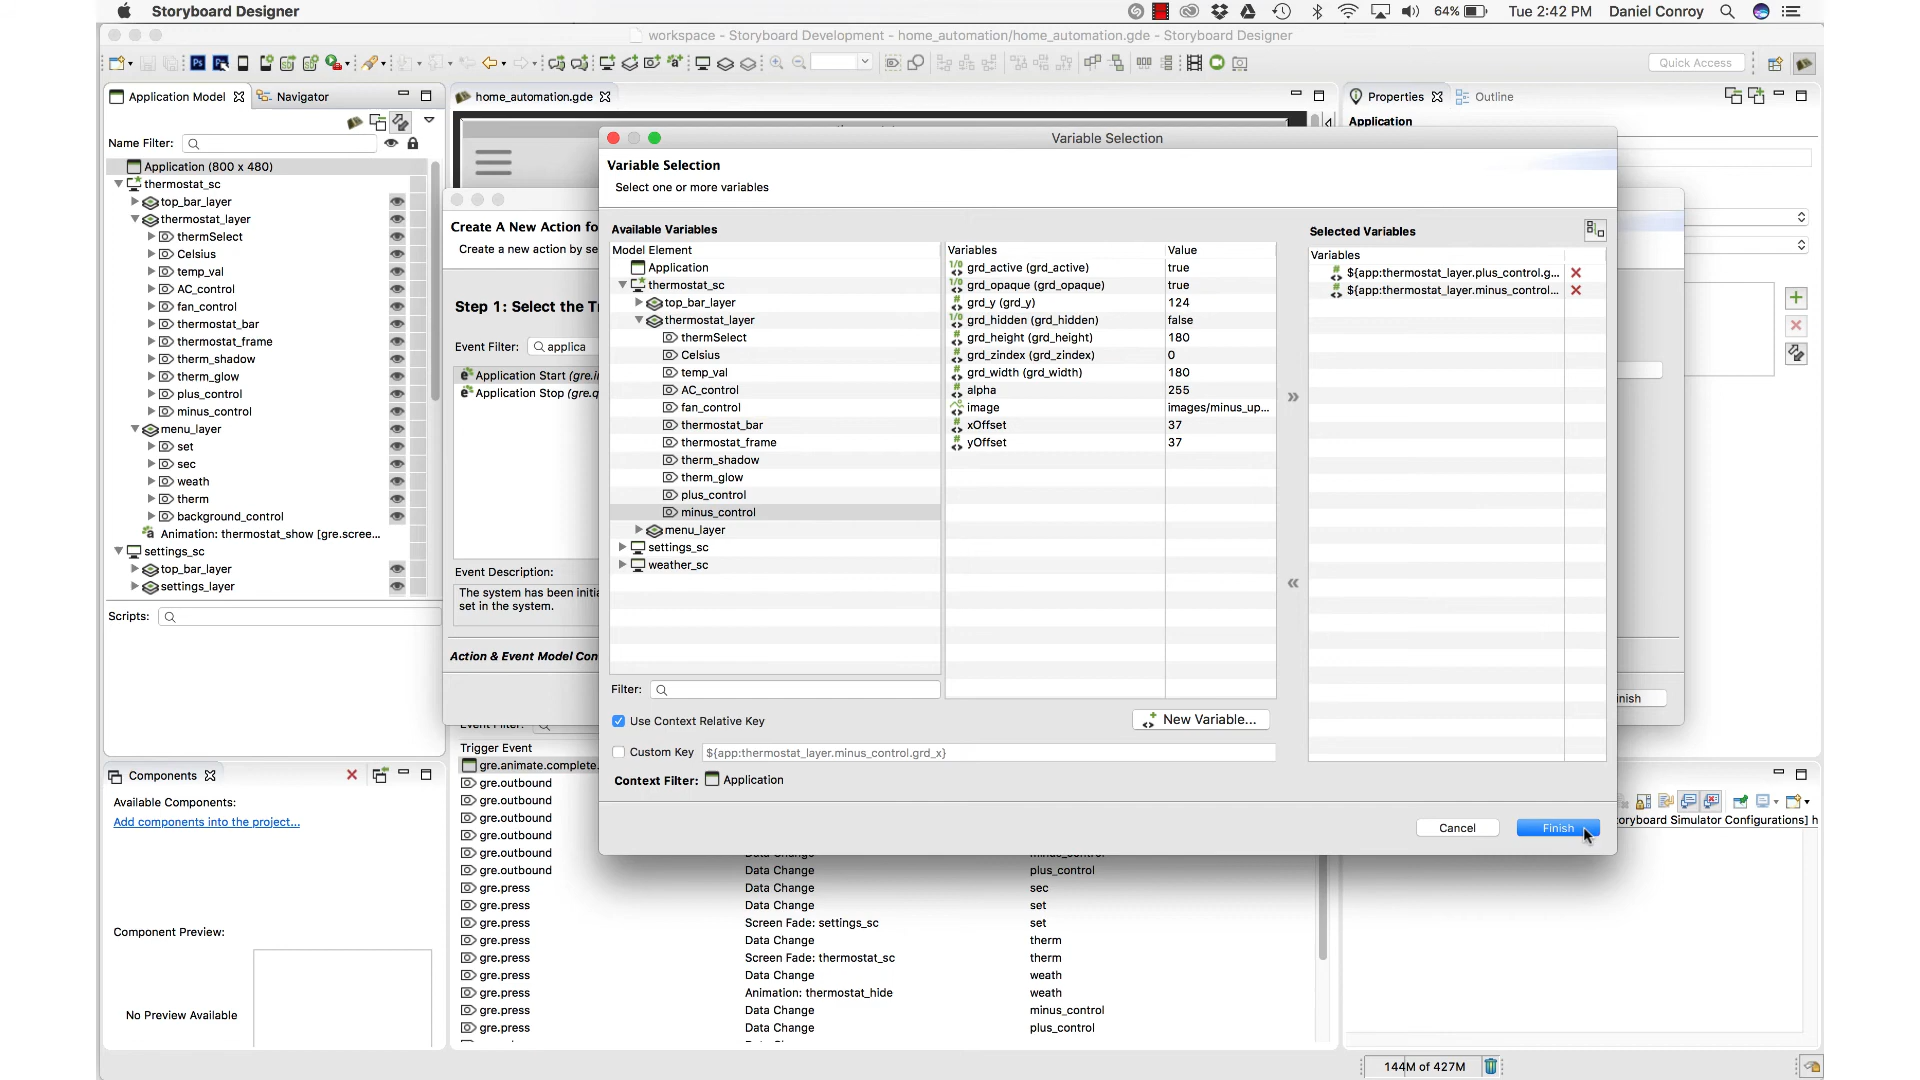 Storyboard Designer
64%
Tue 2:42 PM
Daniel Conroy
workspace - Storyboard Development - home_automation/home_automation.gde - Storyboard Designer
Quick Access
Application Model
Navigator
home_automation.gde
Properties
Outline
Name Filter:
Application
Application (800 x 480)
thermostat_sc
top_bar_layer
thermostat_layer
thermSelect
Celsius
temp_val
AC_control
fan_control
thermostat_bar
thermostat_frame
therm_shadow
therm_glow
plus_control
minus_control
menu_layer
set
sec
weath
therm
background_control
Animation: thermostat_show [gre.scree...
settings_sc
top_bar_layer
settings_layer
Scripts:
Components
Available Components:
Add components into the project...
Component Preview:
No Preview Available
Create A New Action fo
Create a new action by se
Step 1: Select the T
Event Filter:
applica
Application Start (gre.i
Application Stop (gre.q
Event Description:
The system has been initia
set in the system.
Action & Event Model Con
Variable Selection
Variable Selection
Select one or more variables
Available Variables
Model Element
Application
thermostat_sc
top_bar_layer
thermostat_layer
thermSelect
Celsius
temp_val
AC_control
fan_control
thermostat_bar
thermostat_frame
therm_shadow
therm_glow
plus_control
minus_control
menu_layer
settings_sc
weather_sc
Variables Value
grd_active (grd_active) true
grd_opaque (grd_opaque) true
grd_y (grd_y) 124
grd_hidden (grd_hidden) false
grd_height (grd_height) 180
grd_zindex (grd_zindex) 0
grd_width (grd_width) 180
alpha 255
image images/minus_up...
xOffset 37
yOffset 37
Selected Variables
Variables
${app:thermostat_layer.plus_control.g...
${app:thermostat_layer.minus_control...
Filter:
Use Context Relative Key
New Variable...
Custom Key ${app:thermostat_layer.minus_control.grd_x}
Context Filter: Application
Cancel
Finish
inish
Trigger Event
gre.animate.complete.
gre.outbound
gre.outbound
gre.outbound
gre.outbound
gre.outbound Data Change minus_control
gre.outbound Data Change plus_control
gre.press Data Change sec
gre.press Data Change set
gre.press Screen Fade: settings_sc set
gre.press Data Change therm
gre.press Screen Fade: thermostat_sc therm
gre.press Data Change weath
gre.press Animation: thermostat_hide weath
gre.press Data Change minus_control
gre.press Data Change plus_control
oryboard Simulator Configurations] h
144M of 427M